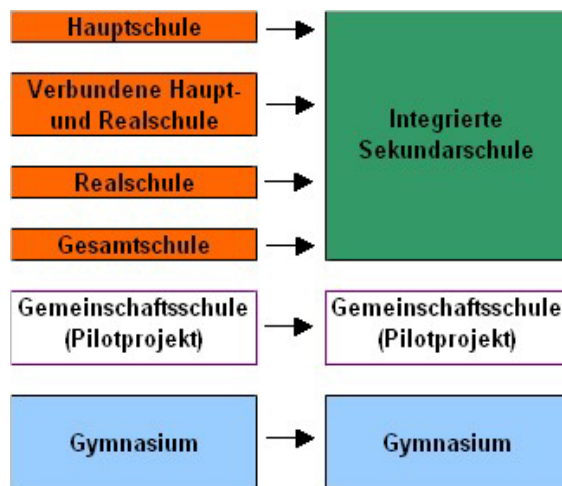 Hauptschule
Verbundene Haupt-
und Realschule
Realschule
Gesamtschule
Integrierte
Sekundarschule
Gemeinschaftsschule
(Pilotprojekt)
Gemeinschaftsschule
(Pilotprojekt)
Gymnasium
Gymnasium